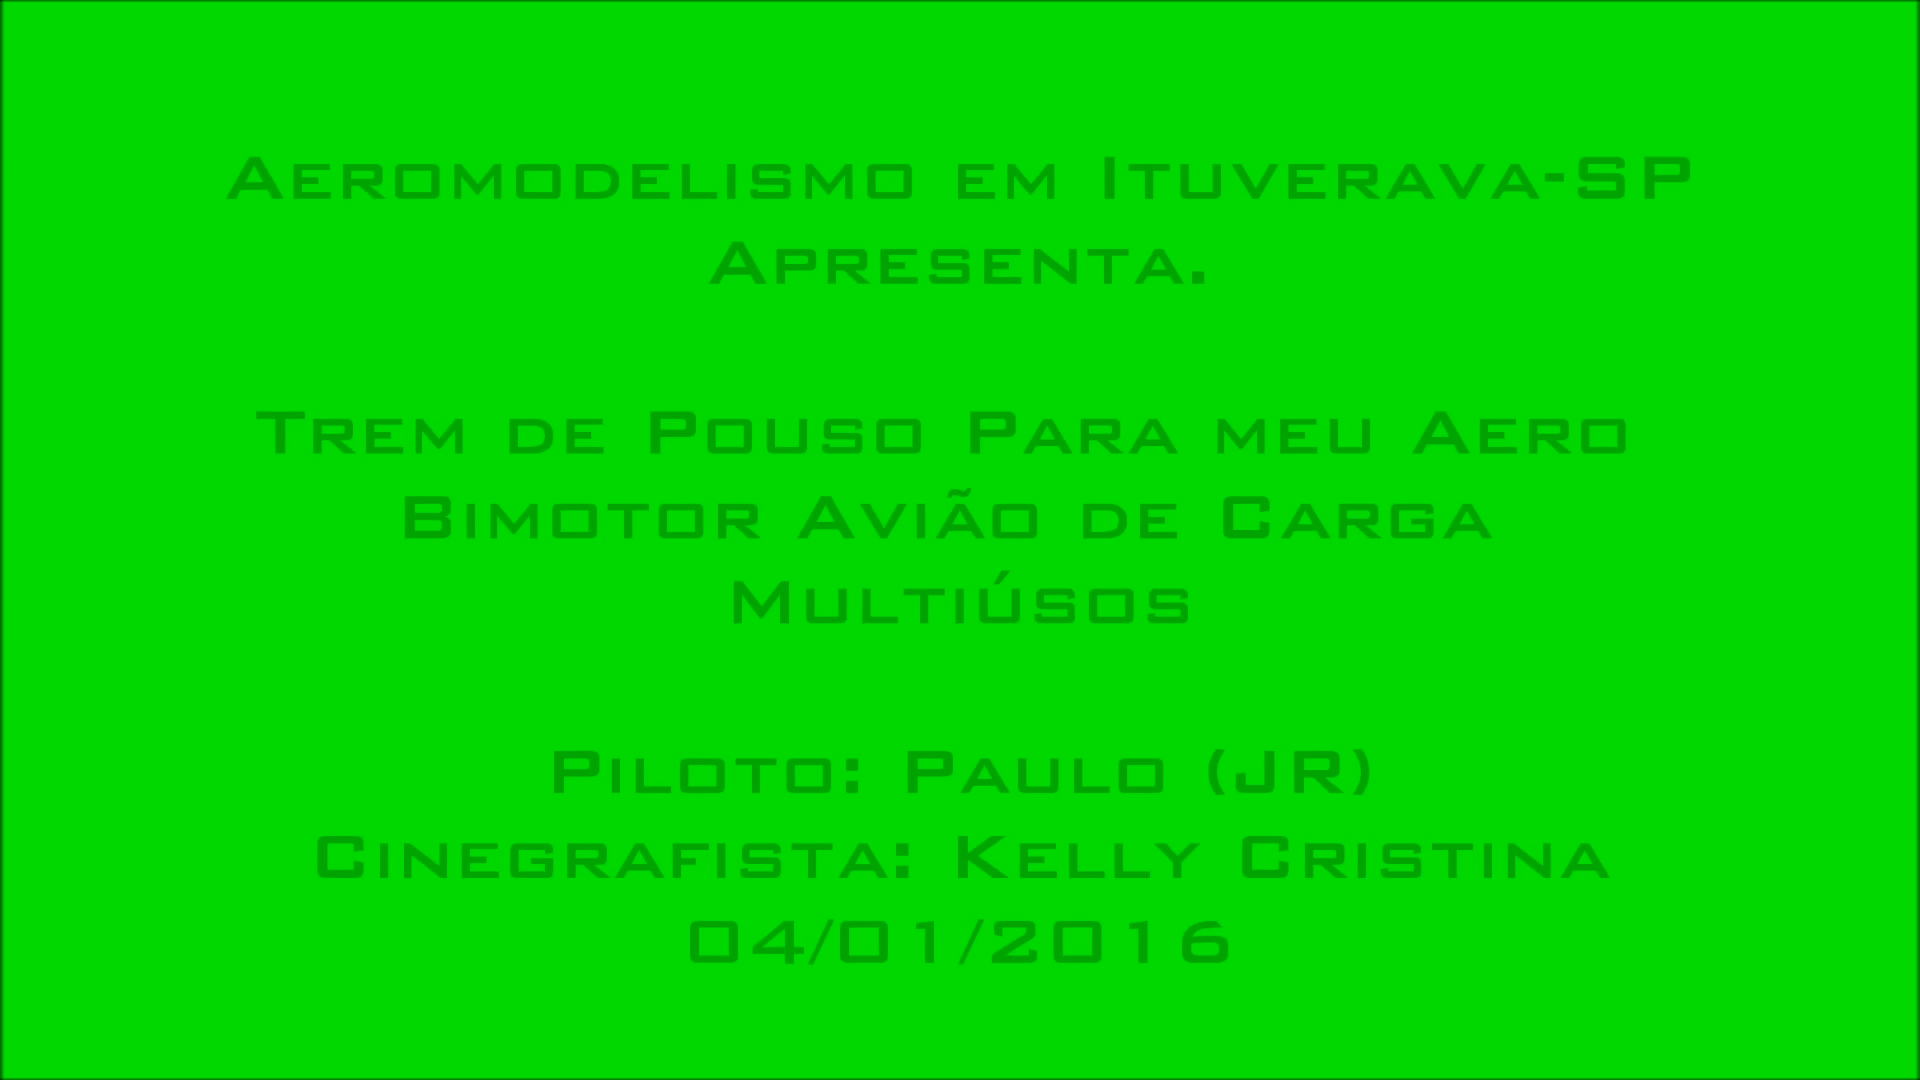 Aeromodelismo em Ituverava-SP
Apresenta.
Trem de Pouso Para meu Aero
Bimotor Avião de Carga
Multiúsos
Piloto: Paulo (JR)
Cinegrafista: Kelly Cristina
04/01/2016